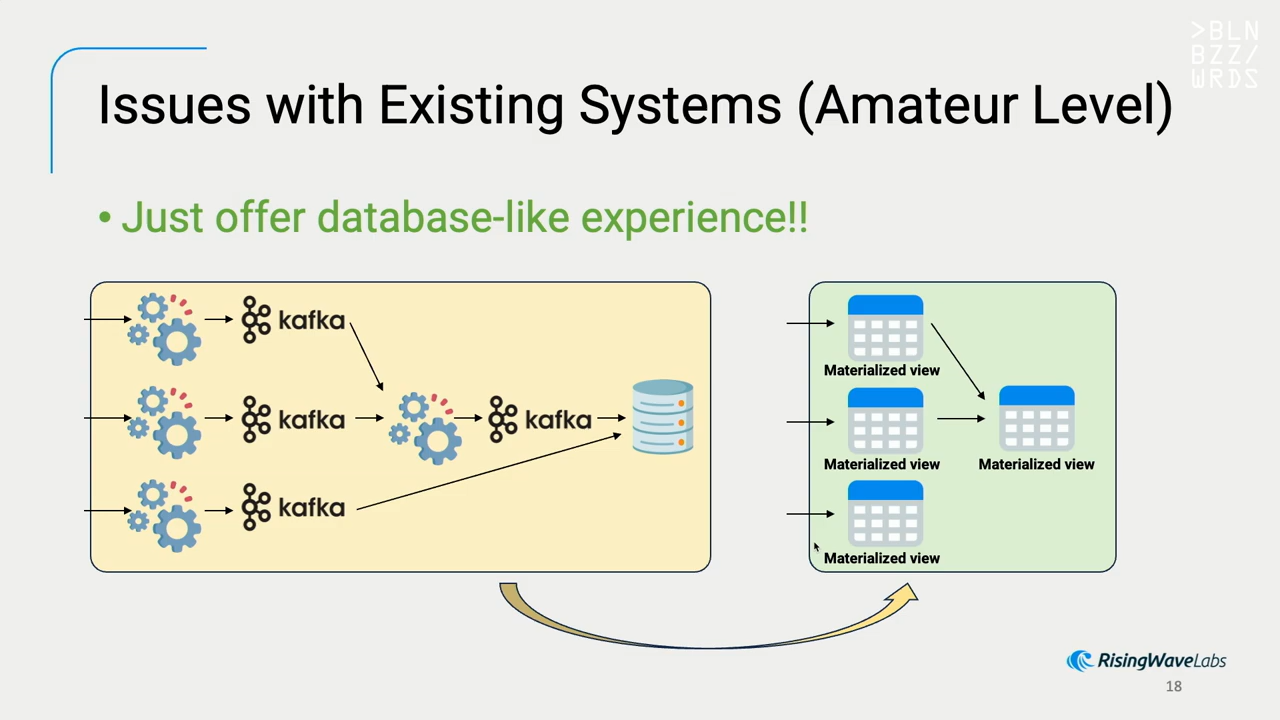 >BLN
BZZ/
WRDS
Issues with Existing Systems (Amateur Level)
• Just offer database-like experience!!
kafka
kafka
kafka
kafka
Materialized view
Materialized view
Materialized view
Materialized view
RisingWaveLabs
18